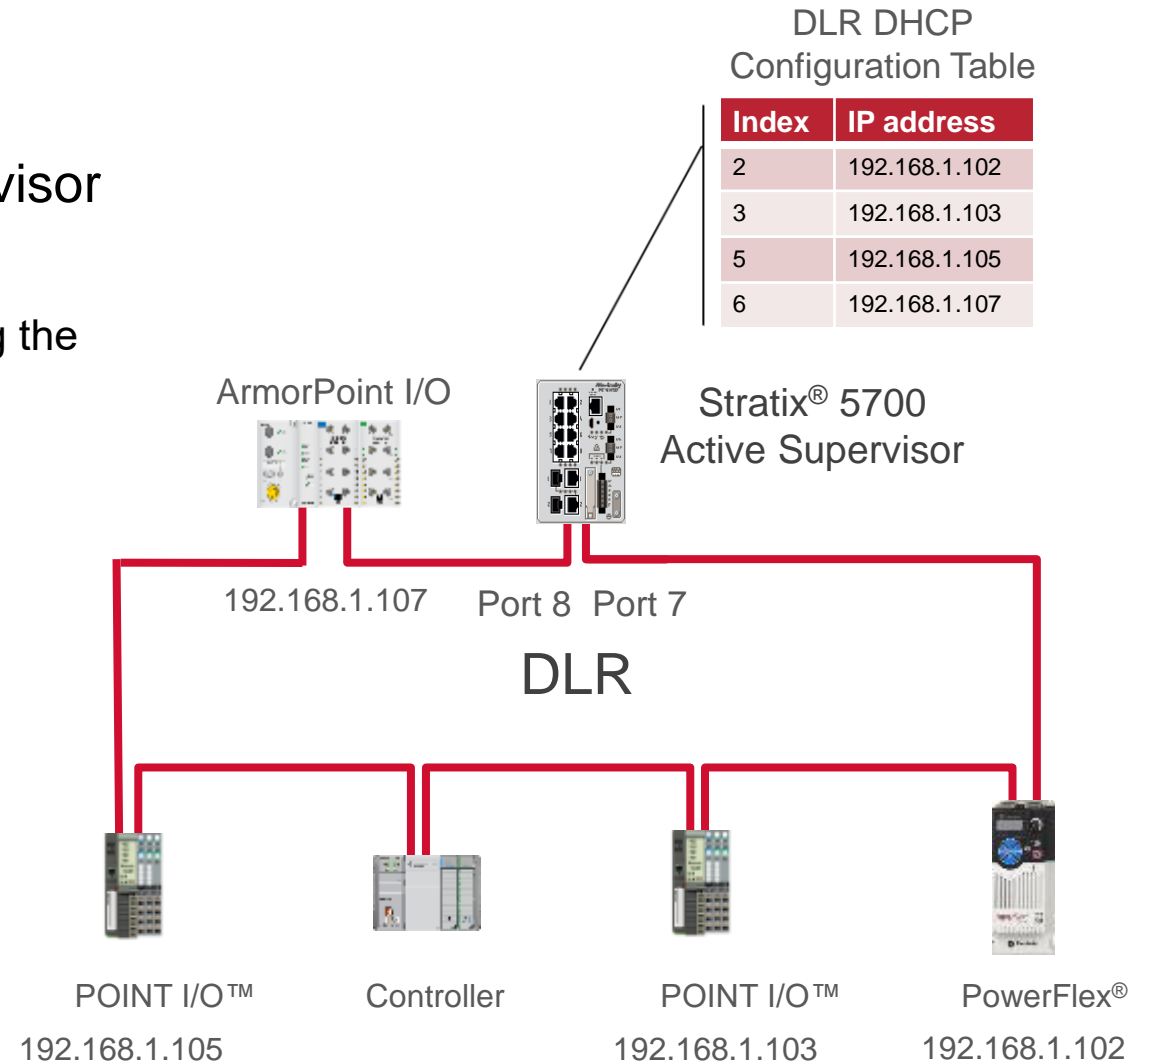 DLR DHCP
Configuration Table
Index IP address
2 192.168.1.102
3 192.168.1.103
5 192.168.1.105
6 192.168.1.107
visor
g the
ArmorPoint I/O
Stratix® 5700
Active Supervisor
192.168.1.107
Port 8 Port 7
DLR
POINT I/O™ Controller POINT I/O™ PowerFlex®
192.168.1.105 192.168.1.103 192.168.1.102